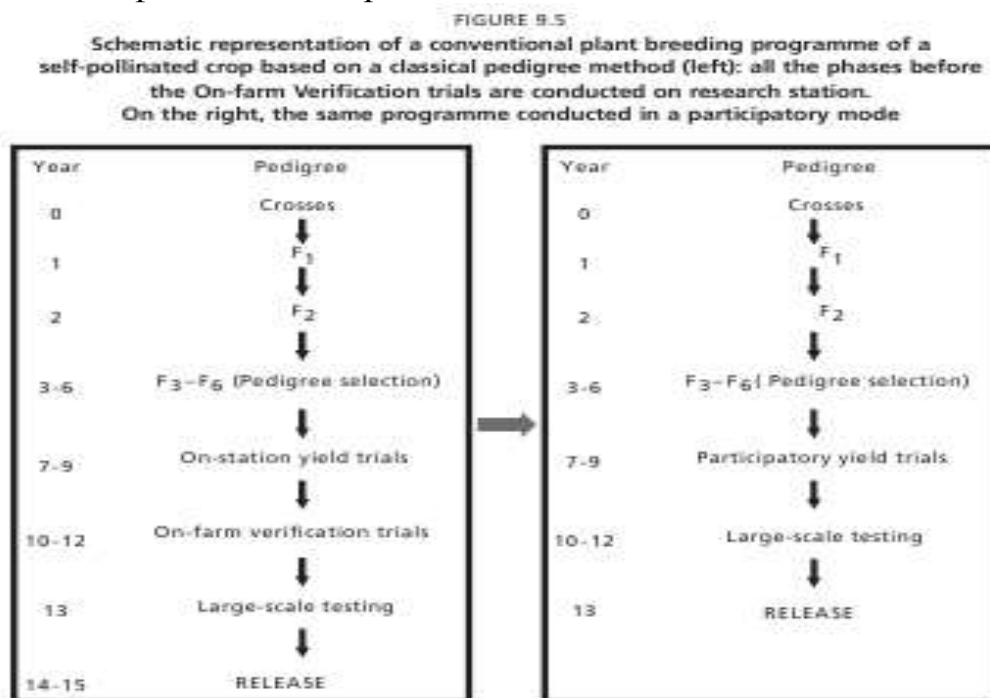 FIGURE 9.5
Schematic representation of a conventional plant breeding programme of a
self-pollinated crop based on a classical pedigree method (left): all the phases before
the On-farm Verification trials are conducted on research station.
On the right, the same programme conducted in a participatory mode
Year Pedigree
0 Crosses
1 F1
2 F2
3-6 F3–F6 (Pedigree selection)
7-9 On-station yield trials
10-12 On-farm verification trials
13 Large-scale testing
14-15 RELEASE
Year Pedigree
0 Crosses
1 F1
2 F2
3-6 F3–F6( Pedigree selection)
7-9 Participatory yield trials
10-12 Large-scale testing
13 RELEASE